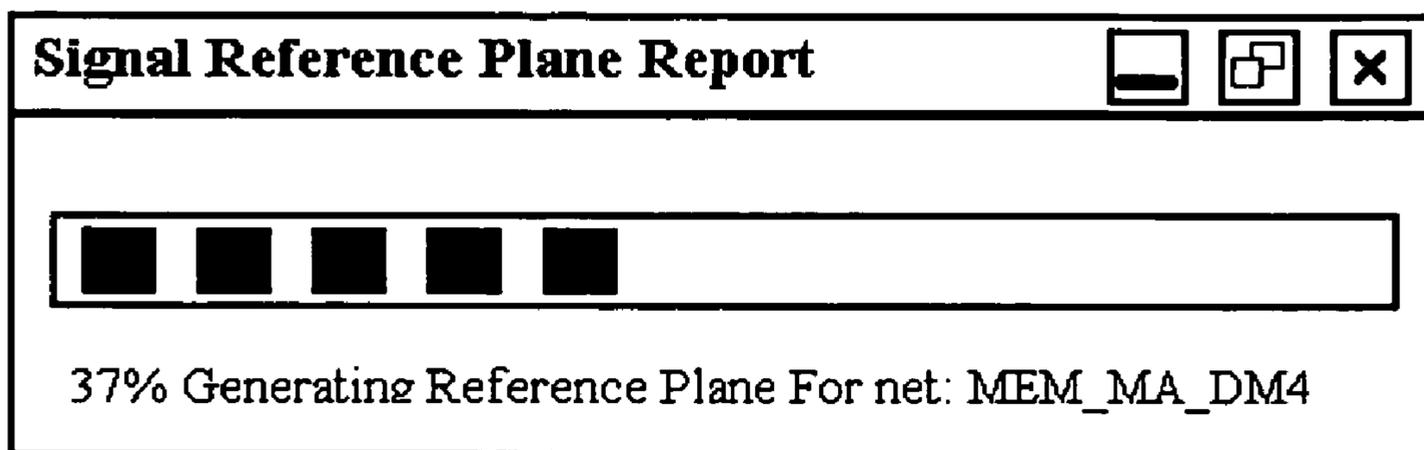 Signal Reference Plane Report
37% Generating Reference Plane For net: MEM_MA_DM4